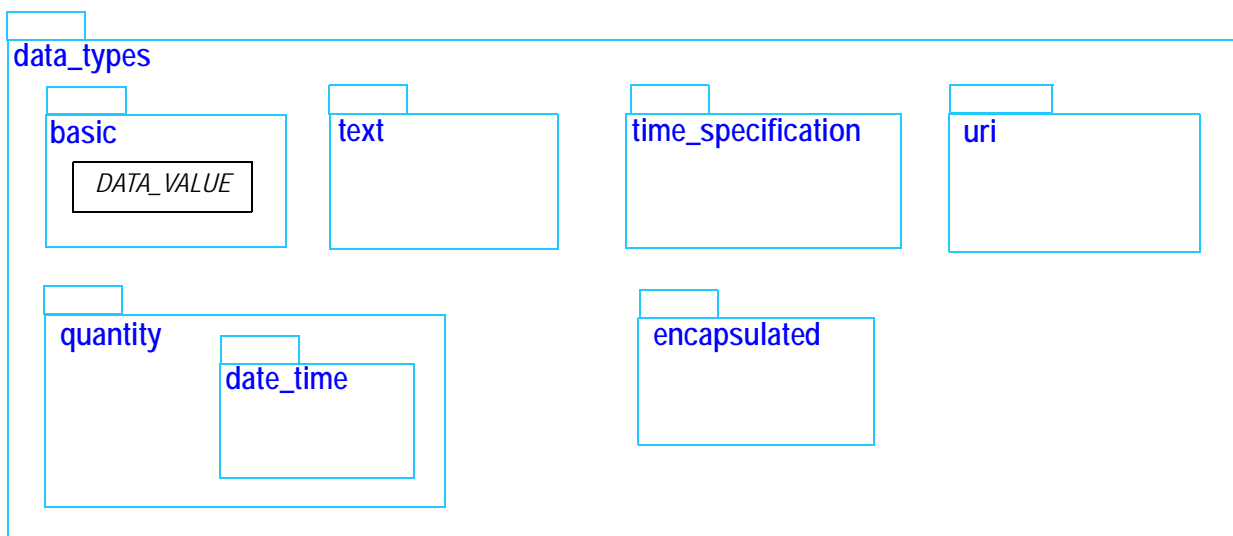 data_types
basic
text
time_specification
uri
DATA_VALUE
quantity
encapsulated
date_time